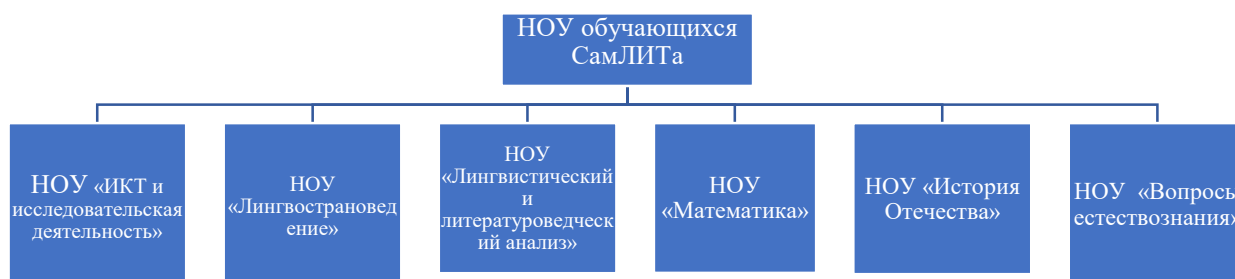 НОУ обучающихся
СамЛИТа
НОУ «ИКТ и
исследовательская
деятельность»
НОУ
«Лингвострановед
ение»
НОУ
«Лингвистический
и
литературоведческ
ий анализ»
НОУ
«Математика»
НОУ «История
Отечества»
НОУ «Вопросы
естествознания»